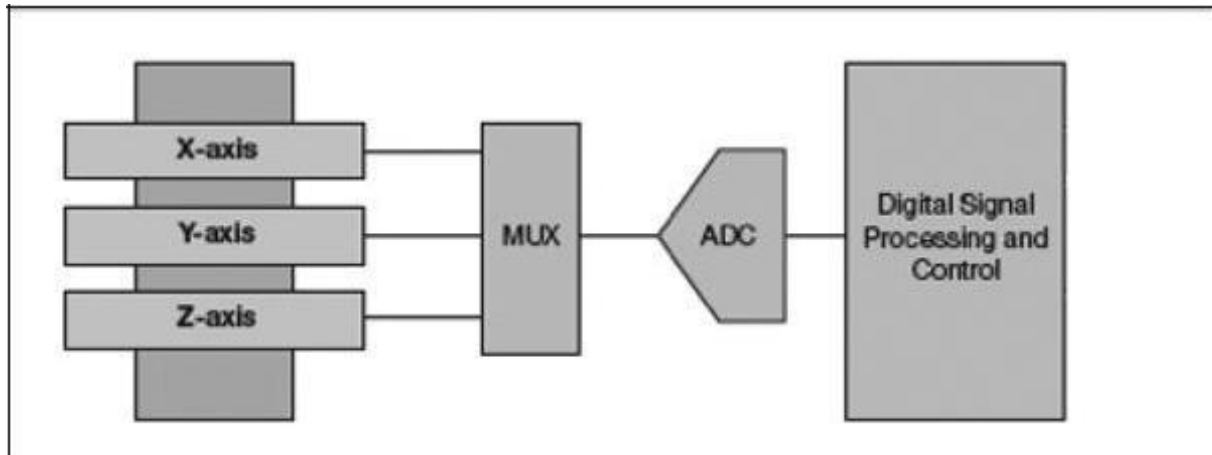 X-axis
Y-axis
Z-axis
MUX
ADC
Digital Signal
Processing and
Control